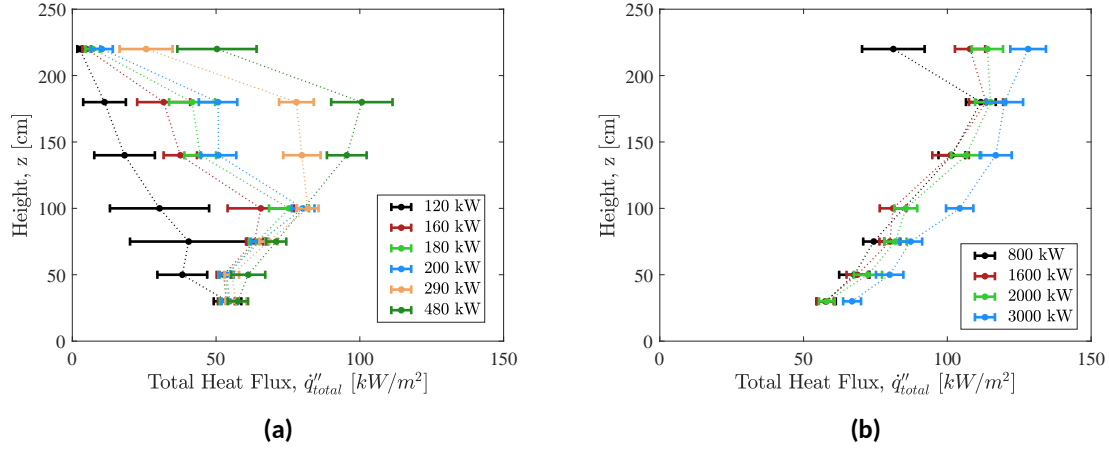 250
200
150
100
50
0
Height, z [cm]
0 50 100 150
Total Heat Flux, q̇″total [kW/m²]
120 kW
160 kW
180 kW
200 kW
290 kW
480 kW
(a)
250
200
150
100
50
0
Height, z [cm]
50 100 150
Total Heat Flux, q̇″total [kW/m²]
800 kW
1600 kW
2000 kW
3000 kW
(b)